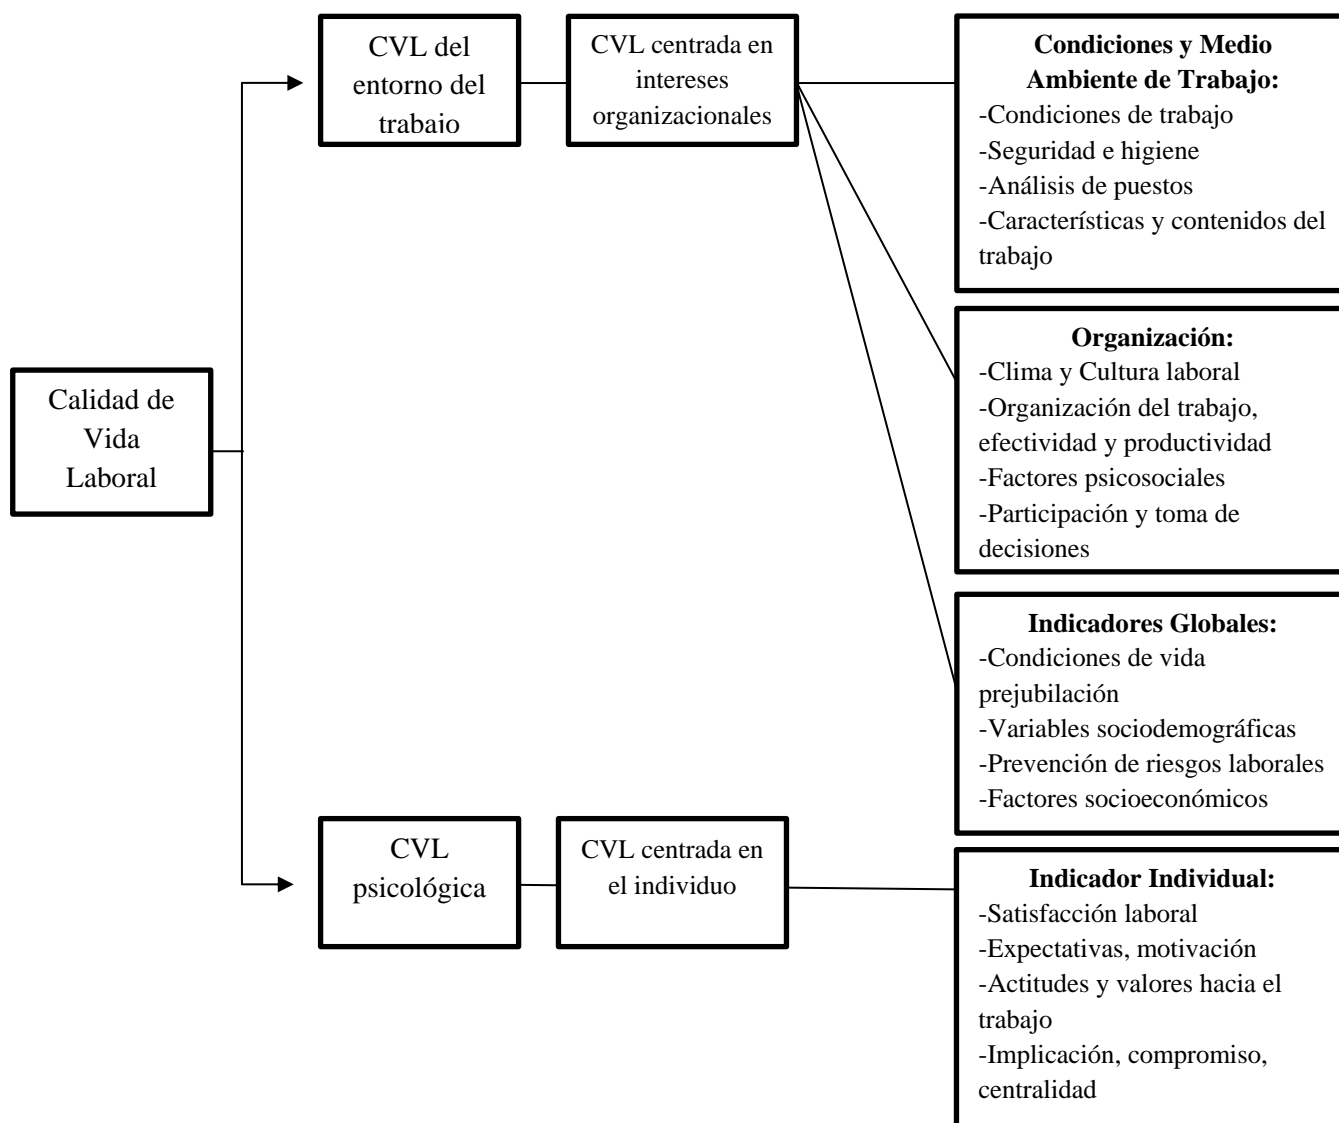 Calidad de
Vida
Laboral
CVL del
entorno del
trabajo
CVL centrada en
intereses
organizacionales
Condiciones y Medio
Ambiente de Trabajo:
-Condiciones de trabajo
-Seguridad e higiene
-Análisis de puestos
-Características y contenidos del
trabajo
Organización:
-Clima y Cultura laboral
-Organización del trabajo,
efectividad y productividad
-Factores psicosociales
-Participación y toma de
decisiones
Indicadores Globales:
-Condiciones de vida
prejubilación
-Variables sociodemográficas
-Prevención de riesgos laborales
-Factores socioeconómicos
CVL
psicológica
CVL centrada en
el individuo
Indicador Individual:
-Satisfacción laboral
-Expectativas, motivación
-Actitudes y valores hacia el
trabajo
-Implicación, compromiso,
centralidad